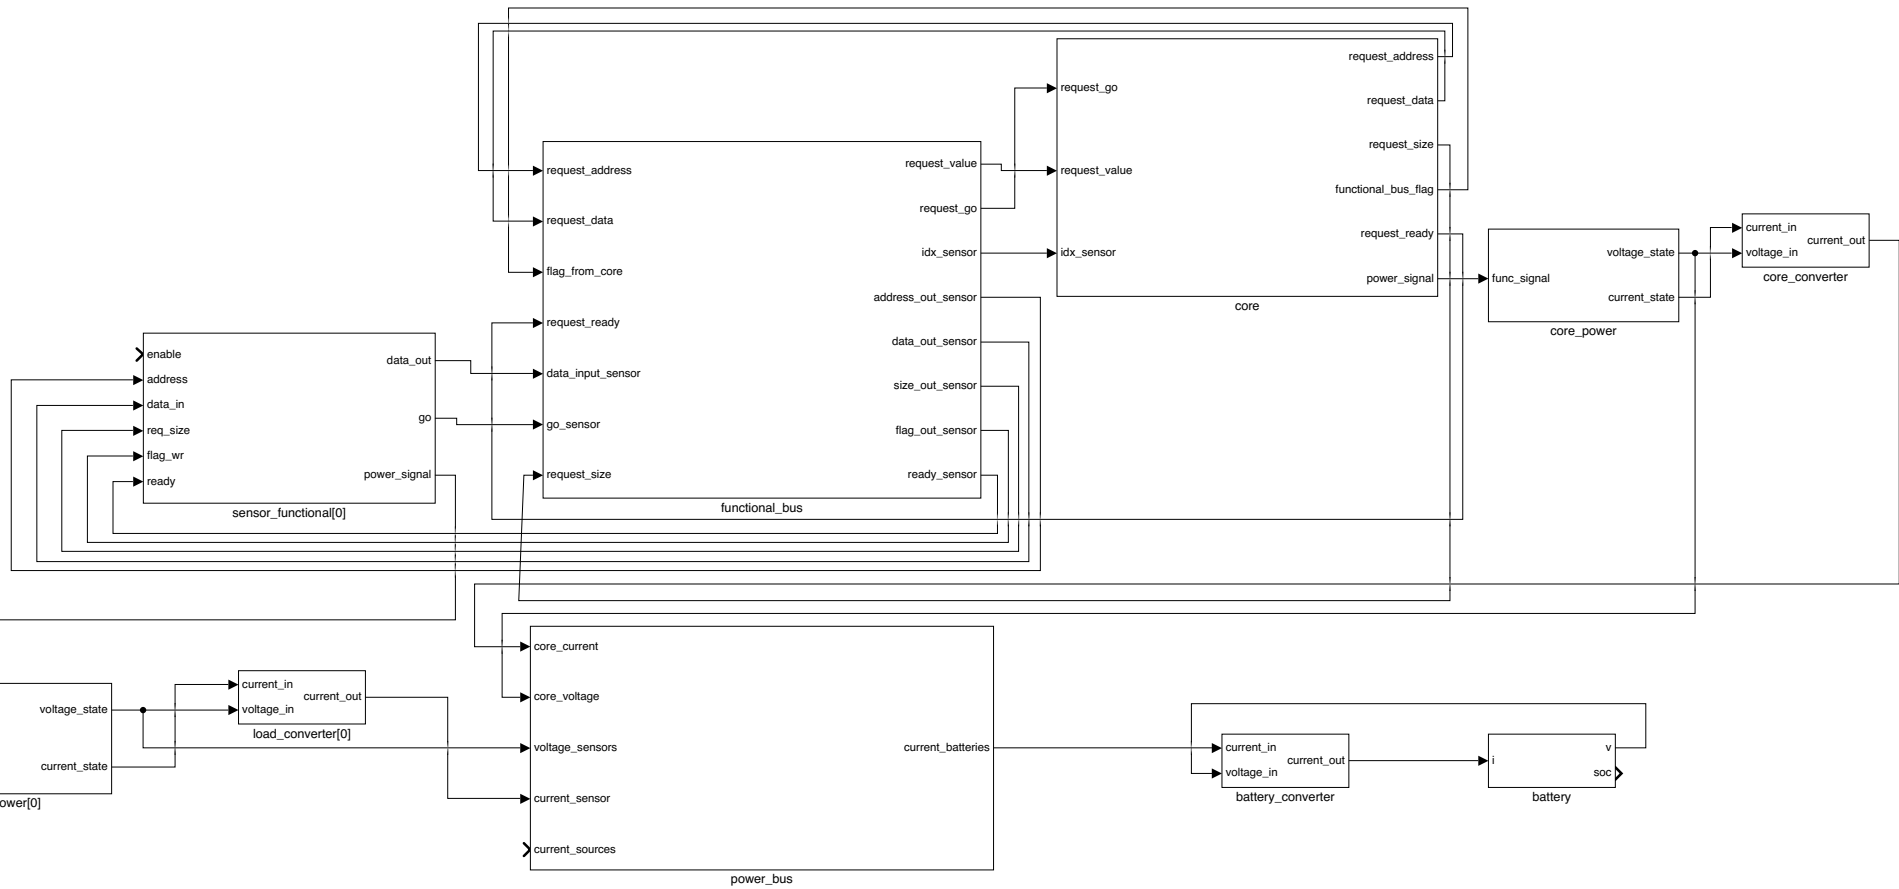 request_address
request_data
request_size
functional_bus_flag
request_ready
power_signal
request_go
request_value
idx_sensor
core
request_address
request_data
flag_from_core
request_ready
data_input_sensor
go_sensor
request_size
request_value
request_go
idx_sensor
address_out_sensor
data_out_sensor
size_out_sensor
flag_out_sensor
ready_sensor
functional_bus
func_signal
voltage_state
current_state
core_power
current_in
voltage_in
current_out
core_converter
enable
address
data_in
req_size
flag_wr
ready
data_out
go
power_signal
sensor_functional[0]
voltage_state
current_state
ower[0]
current_in
voltage_in
current_out
load_converter[0]
core_current
core_voltage
voltage_sensors
current_sensor
current_sources
current_batteries
power_bus
current_in
voltage_in
current_out
battery_converter
i
v
soc
battery